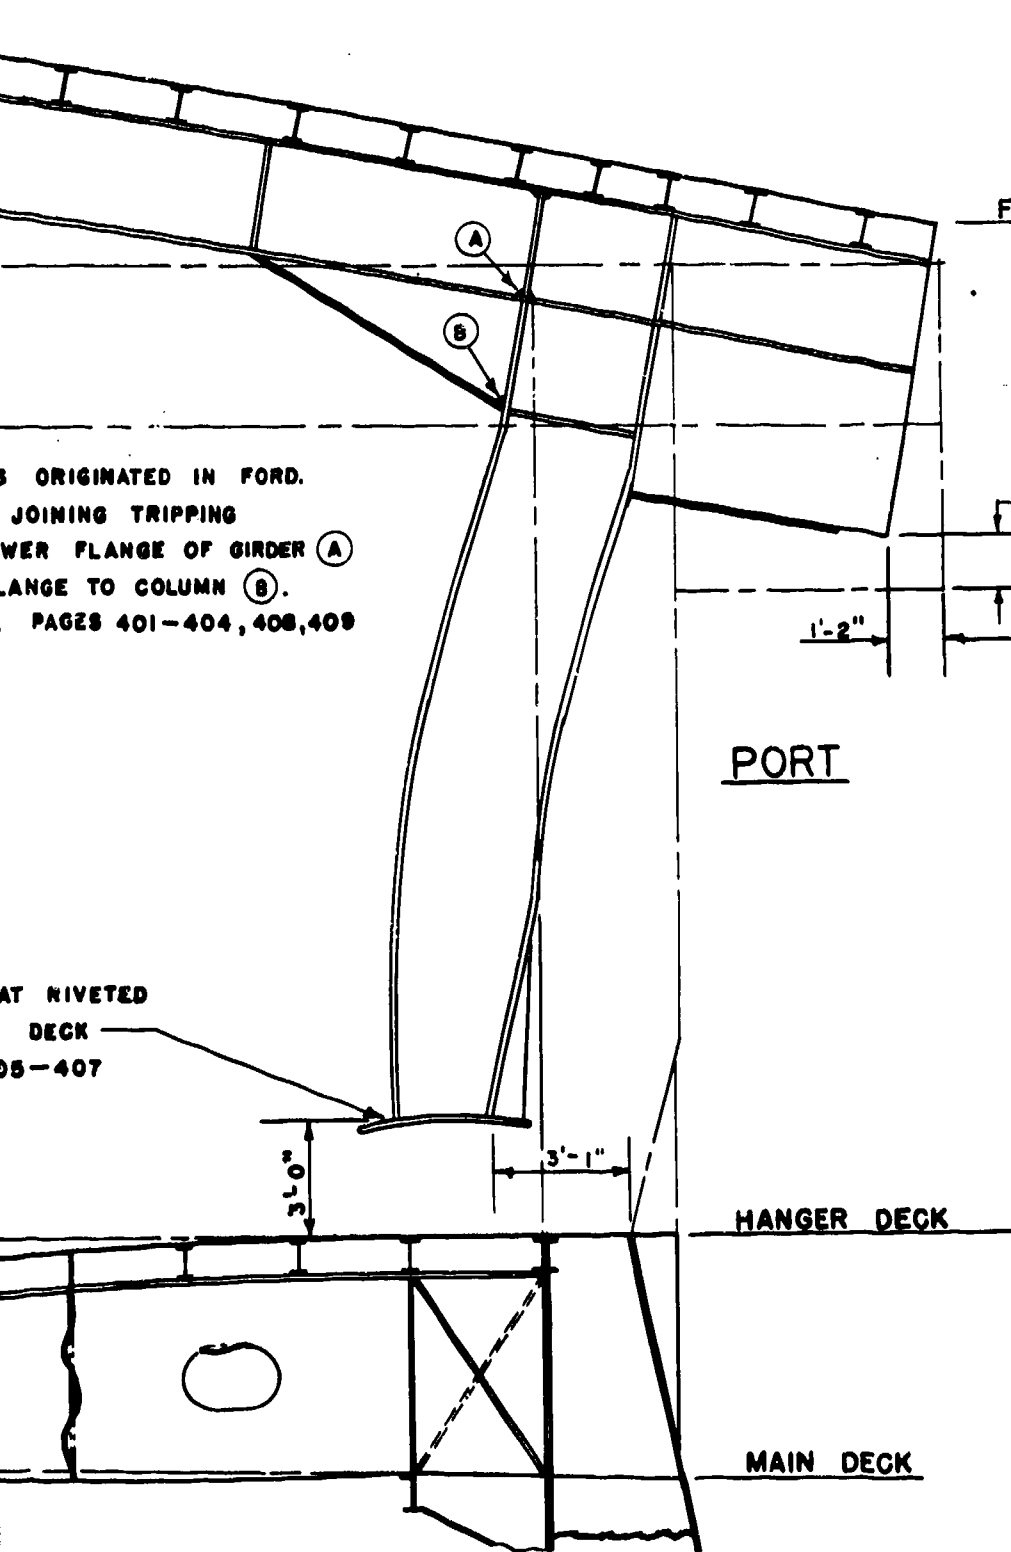 F
A
B
S ORIGINATED IN FORD.
JOINING TRIPPING
WER FLANGE OF GIRDER A
LANGE TO COLUMN B.
. PAGES 401-404, 408, 409
1'-2"
PORT
AT RIVETED
DECK
05-407
3'-0"
3'-1"
HANGER DECK
MAIN DECK